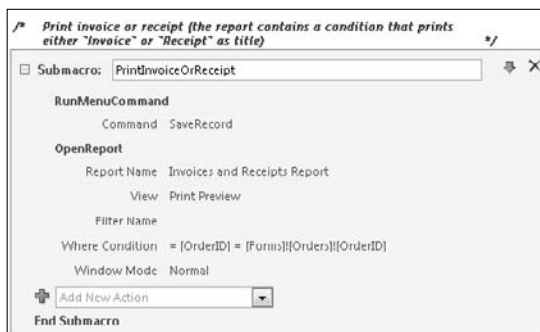 /* Print invoice or receipt (the report contains a condition that prints
either "Invoice" or "Receipt" as title) */
Submacro: PrintInvoiceOrReceipt
RunMenuCommand
Command SaveRecord
OpenReport
Report Name Invoices and Receipts Report
View Print Preview
Filter Name
Where Condition = [OrderID] = [Forms]![Orders]![OrderID]
Window Mode Normal
Add New Action
End Submacro